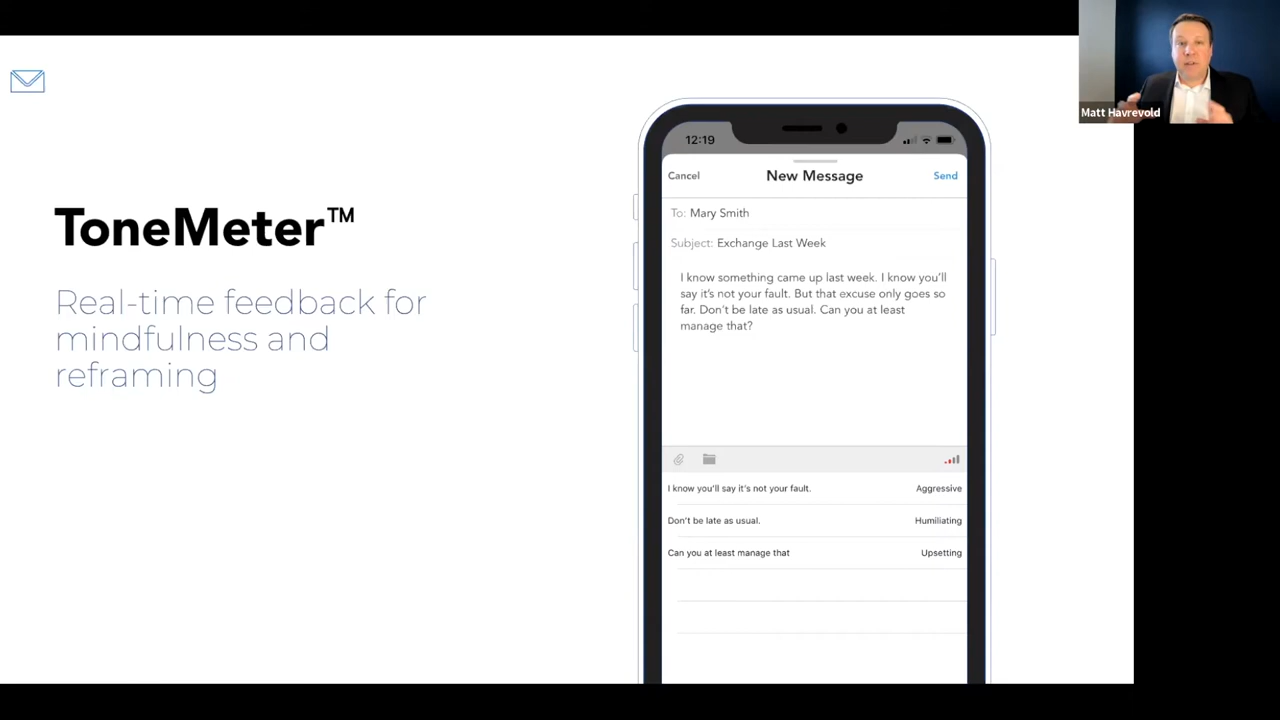 Matt Havrevold
ToneMeter™
Real-time feedback for
mindfulness and
reframing
12:19
Cancel
New Message
Send
To: Mary Smith
Subject: Exchange Last Week
I know something came up last week. I know you'll
say it's not your fault. But that excuse only goes so
far. Don't be late as usual. Can you at least
manage that?
I know you'll say it's not your fault. Aggressive
Don't be late as usual. Humiliating
Can you at least manage that Upsetting